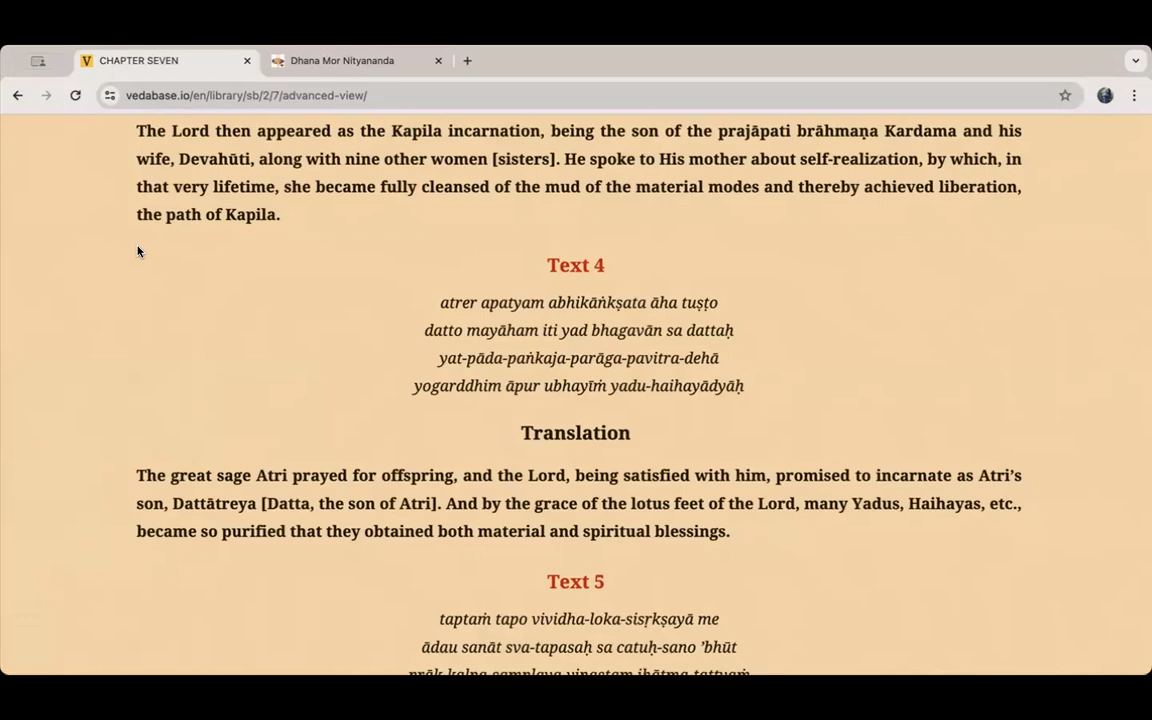 CHAPTER SEVEN
Dhana Mor Nityananda
vedabase.io/en/library/sb/2/7/advanced-view/
The Lord then appeared as the Kapila incarnation, being the son of the prajāpati brāhmaṇa Kardama and his
wife, Devahūti, along with nine other women [sisters]. He spoke to His mother about self-realization, by which, in
that very lifetime, she became fully cleansed of the mud of the material modes and thereby achieved liberation,
the path of Kapila.
Text 4
atrer apatyam abhikāṅkṣata āha tuṣṭo
datto mayāham iti yad bhagavān sa dattaḥ
yat-pāda-paṅkaja-parāga-pavitra-dehā
yogarddhim āpur ubhayīṁ yadu-haihayādyāḥ
Translation
The great sage Atri prayed for offspring, and the Lord, being satisfied with him, promised to incarnate as Atri’s
son, Dattātreya [Datta, the son of Atri]. And by the grace of the lotus feet of the Lord, many Yadus, Haihayas, etc.,
became so purified that they obtained both material and spiritual blessings.
Text 5
taptaṁ tapo vividha-loka-sisṛkṣayā me
ādau sanāt sva-tapasaḥ sa catuḥ-sano ’bhūt
prāk-kalpa-samplava-vinaṣṭam ihātma-tattvaṁ